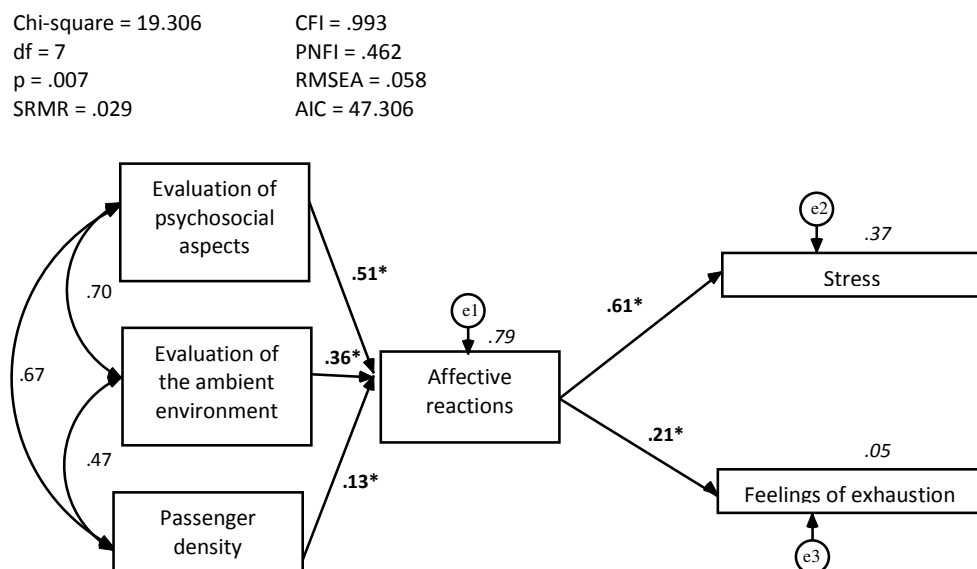 Chi-square = 19.306
df = 7
p = .007
SRMR = .029
CFI = .993
PNFI = .462
RMSEA = .058
AIC = 47.306
Evaluation of
psychosocial
aspects
e2
.37
Stress
.51*
.70
e1
.61*
.79
Evaluation of
the ambient
environment
.36*
Affective
reactions
.67
.21*
.05
.47
.13*
Feelings of exhaustion
Passenger
density
e3